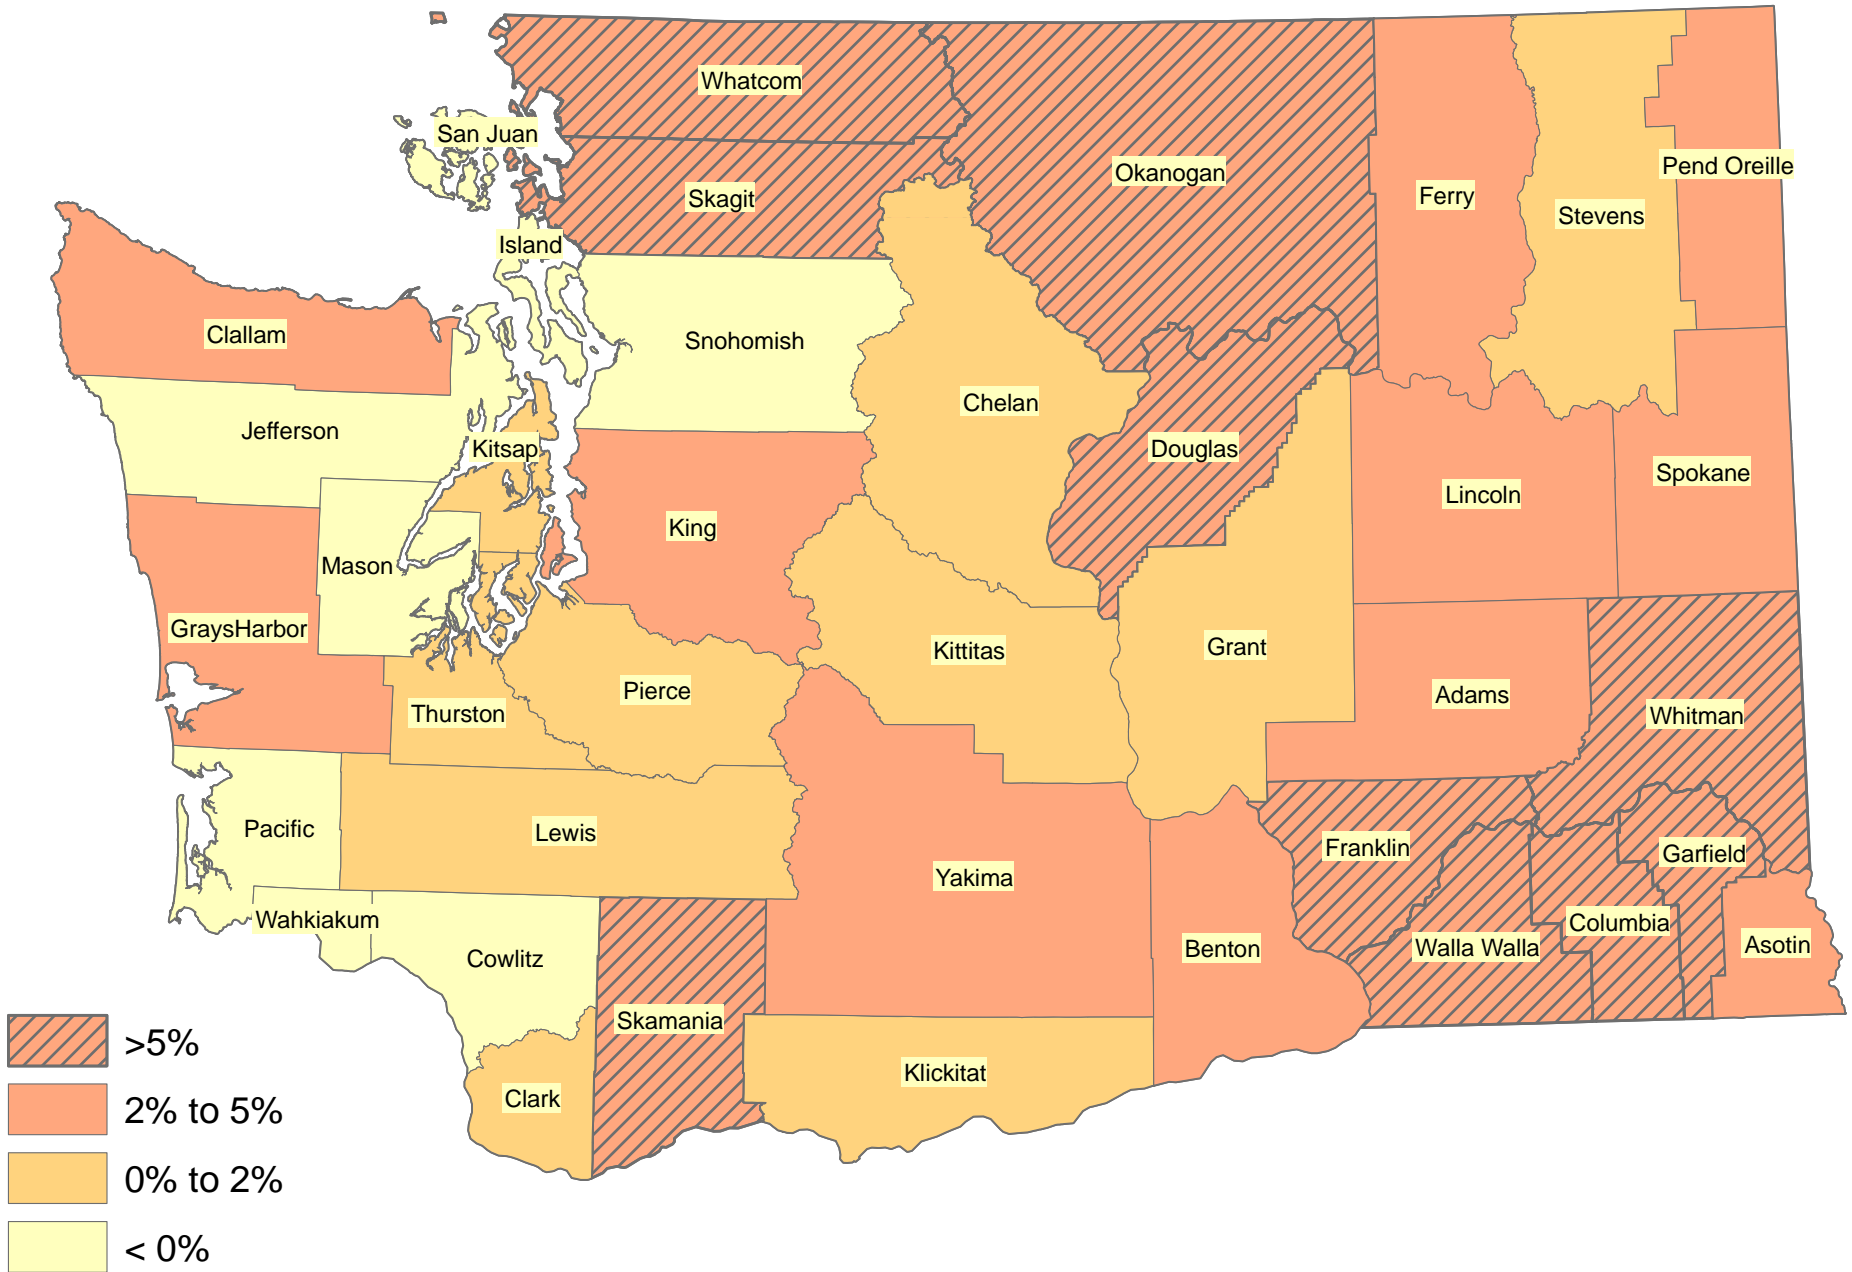 Whatcom
San Juan
Skagit
Okanogan
Ferry
Stevens
Pend Oreille
Island
Clallam
Snohomish
Chelan
Jefferson
Kitsap
Douglas
Lincoln
Spokane
King
Mason
GraysHarbor
Kittitas
Grant
Pierce
Thurston
Adams
Whitman
Pacific
Lewis
Franklin
Garfield
Yakima
Wahkiakum
Columbia
Cowlitz
Benton
Walla Walla
Asotin
Skamania
Klickitat
Clark
>5%
2% to 5%
0% to 2%
< 0%